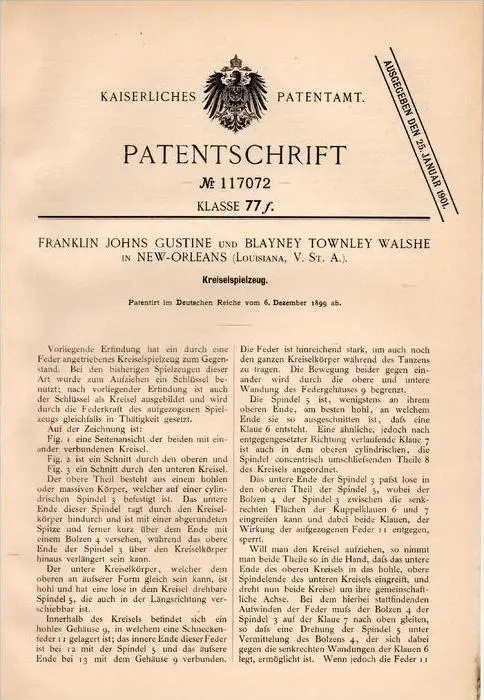 KAISERLICHES PATENTAMT.
AUSGEGEBEN DEN 25. JANUAR 1901.
PATENTSCHRIFT
— № 117072 —
KLASSE 77 f.
FRANKLIN JOHNS GUSTINE UND BLAYNEY TOWNLEY WALSHE
IN NEW-ORLEANS (LOUISIANA, V. ST. A.).
Kreiselspielzeug.
Patentirt im Deutschen Reiche vom 6. Dezember 1899 ab.
Vorliegende Erfindung hat ein durch eine
Feder angetriebenes Kreiselspielzeug zum Gegen-
stand. Bei den bisherigen Spielzeugen dieser
Art wurde zum Aufziehen ein Schlüssel be-
nutzt; nach vorliegender Erfindung ist auch
der Schlüssel als Kreisel ausgebildet und wird
durch die Federkraft des aufgezogenen Spiel-
zeugs gleichfalls in Thätigkeit gesetzt.
Auf der Zeichnung ist:
Fig. 1 eine Seitenansicht der beiden mit ein-
ander verbundenen Kreisel.
Fig. 2 ist ein Schnitt durch den oberen und
Fig. 3 ein Schnitt durch den unteren Kreisel.
Der obere Theil besteht aus einem hohlen
oder massiven Körper, welcher auf einer cylin-
drischen Spindel 3 befestigt ist. Das untere
Ende dieser Spindel ragt durch den Kreisel-
körper hindurch und ist mit einer abgerundeten
Spitze und ferner kurz über dem Ende mit
einem Bolzen 4 versehen, während das obere
Ende der Spindel 3 über den Kreiselkörper
hinaus verlängert sein kann.
Der untere Kreiselkörper, welcher dem
oberen an äußerer Form gleich sein kann, ist
hohl und hat eine lose in dem Kreisel drehbare
Spindel 5, die auch in der Längsrichtung ver-
schiebbar ist.
Innerhalb des Kreisels befindet sich ein
hohles Gehäuse 9, in welchem eine Schnecken-
feder 11 gelagert ist; das innere Ende dieser Feder
ist bei 12 mit der Spindel 5 und das äußere
Ende bei 13 mit dem Gehäuse 9 verbunden.
Die Feder ist hinreichend stark, um auch noch
den ganzen Kreiselkörper während des Tanzens
zu tragen. Die Bewegung beider gegen ein-
ander wird durch die obere und untere
Wandung des Federgehäuses 9 begrenzt.
Die Spindel 5 ist, wenigstens an ihrem
oberen Ende, am besten hohl, an welchem
Ende sie so ausgeschnitten ist, daß eine
Klaue 6 entsteht. Eine ähnliche, jedoch nach
entgegengesetzter Richtung verlaufende Klaue 7
ist auch in dem oberen cylindrischen, die
Spindel concentrisch umschließenden Theile 8
des Kreisels angeordnet.
Das untere Ende der Spindel 3 paßt lose in
den oberen Theil der Spindel 5, wobei der
Bolzen 4 der Spindel 3 zwischen die senk-
rechten Flächen der Kuppelklauen 6 und 7
eingreifen kann und dabei beide Klauen, der
Wirkung der aufgezogenen Feder 11 entgegen,
sperrt.
Will man den Kreisel aufziehen, so nimmt
man beide Theile so in die Hand, daß das untere
Ende des oberen Kreisels in das hohle, obere
Spindelende des unteren Kreisels eingreift, und
dreht nun beide Kreisel um ihre gemeinschaft-
liche Achse. Bei dem hierbei stattfindenden
Aufwinden der Feder muß der Bolzen 4 der
Spindel 3 auf der Klaue 7 nach oben gleiten,
so daß eine Drehung der Spindel 5 unter
Vermittelung des Bolzens 4, der sich dabei
gegen die senkrechten Wandungen der Klauen 6
legt, ermöglicht ist. Wenn jedoch die Feder 11